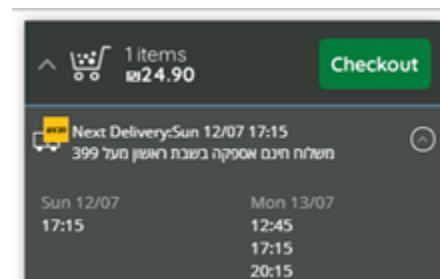 1 items
₪24.90
Checkout
Next Delivery:Sun 12/07 17:15
משלוח חינם אספקה בשבת ראשון מעל 399
Sun 12/07
17:15
Mon 13/07
12:45
17:15
20:15